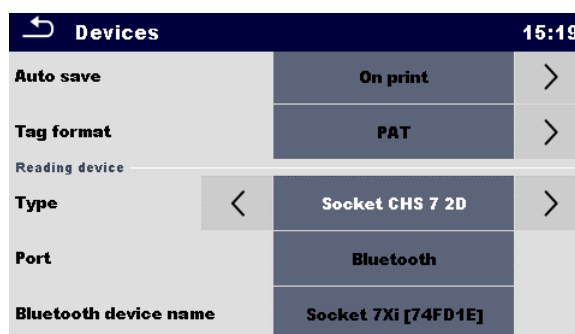 Devices 15:19
Auto save On print
Tag format PAT
Reading device
Type Socket CHS 7 2D
Port Bluetooth
Bluetooth device name Socket 7Xi [74FD1E]